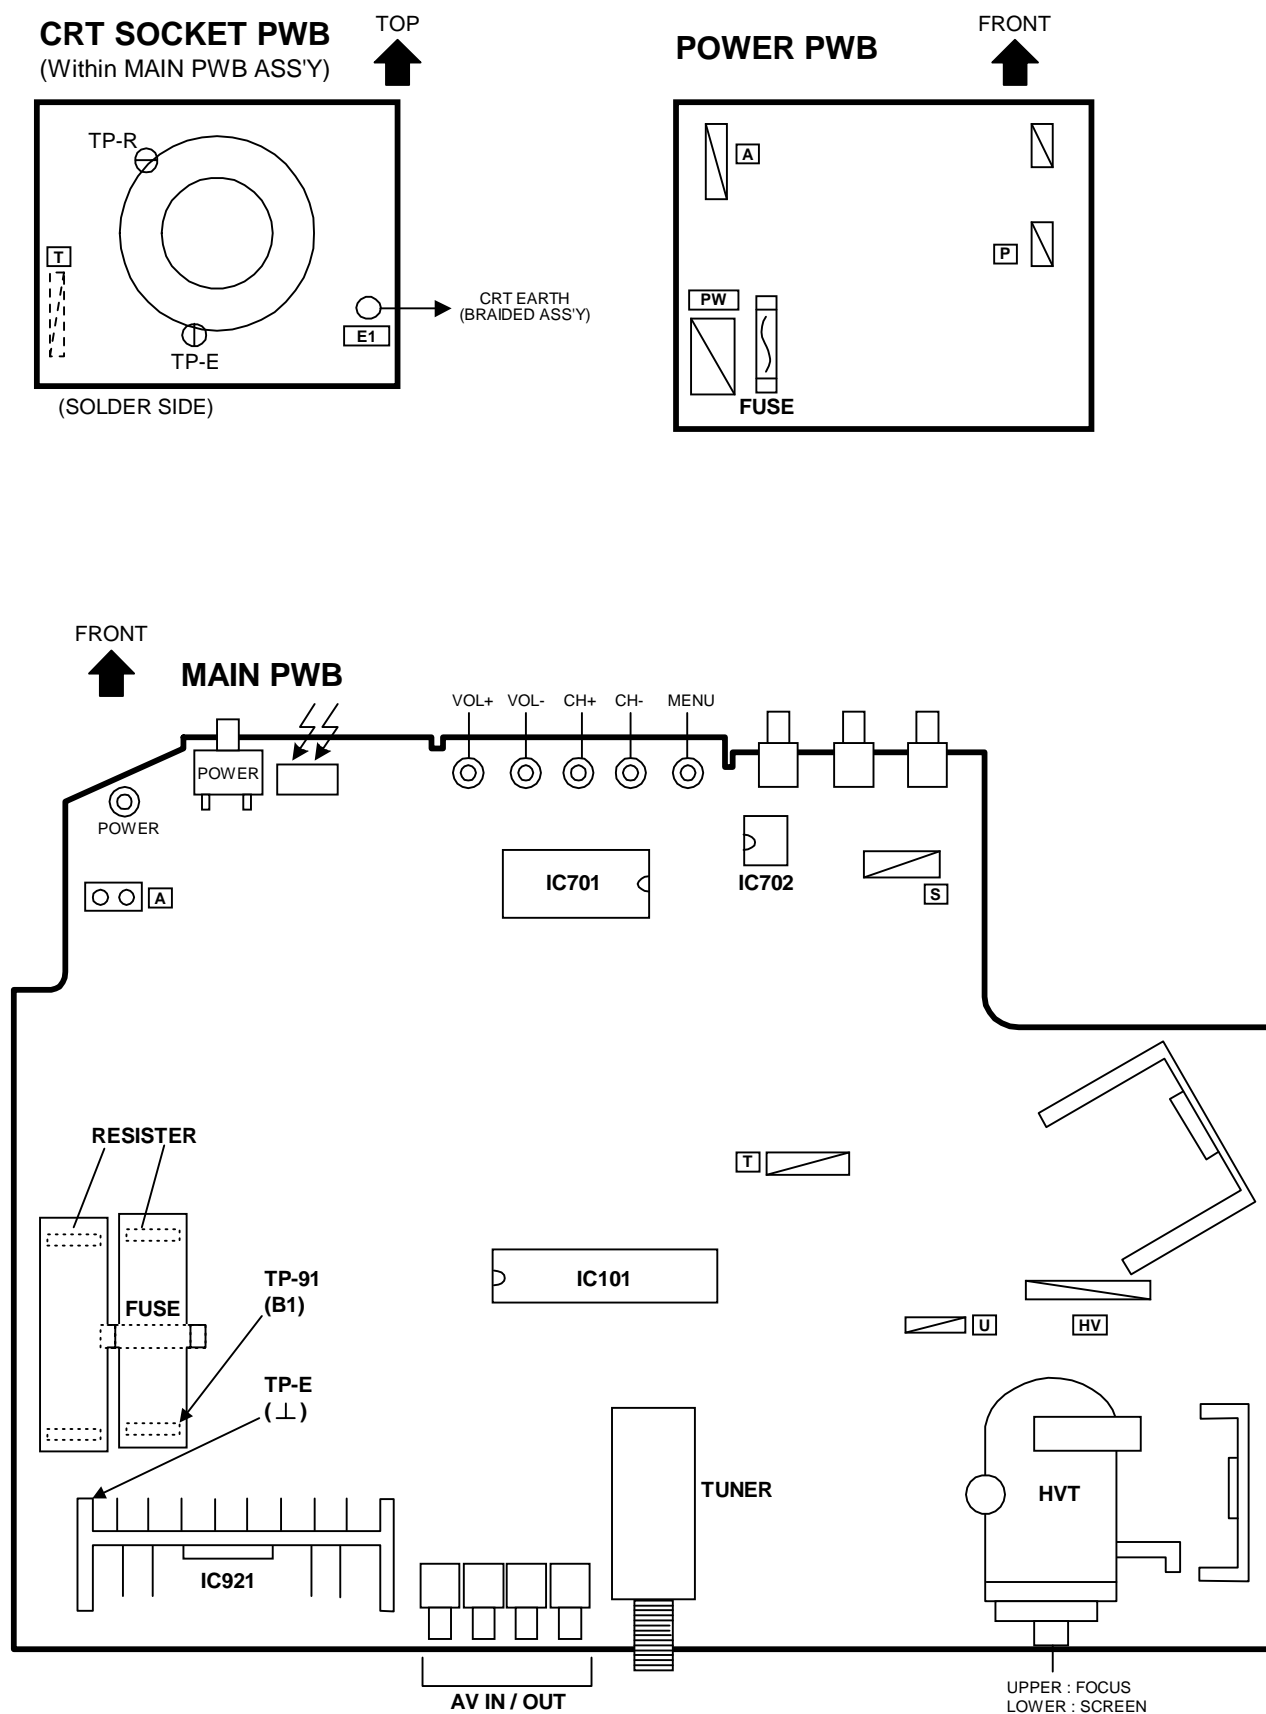 CRT SOCKET PWB
(Within MAIN PWB ASS'Y)
TOP
TP-R
T
TP-E
E1
CRT EARTH
(BRAIDED ASS'Y)
(SOLDER SIDE)
POWER PWB
FRONT
A
P
PW
FUSE
FRONT
MAIN PWB
VOL+ VOL- CH+ CH- MENU
POWER
POWER
A
IC701
IC702
S
RESISTER
T
TP-91
(B1)
FUSE
IC101
U
HV
TP-E
(⊥)
TUNER
HVT
IC921
AV IN / OUT
UPPER : FOCUS
LOWER : SCREEN